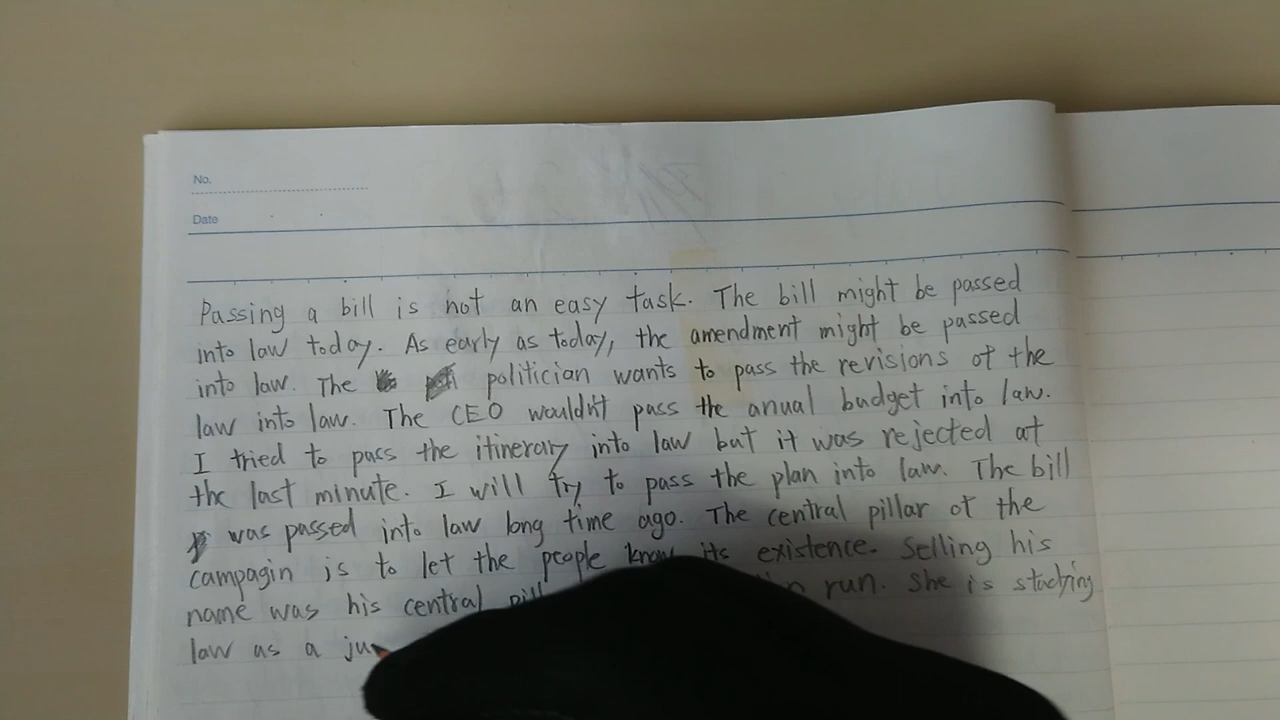 No.
Date
Passing a bill is not an easy task. The bill might be passed
into law today. As early as today, the amendment might be passed
into law. The politician wants to pass the revisions of the
law into law. The CEO wouldn't pass the anual budget into law.
I tried to pass the itinerary into law but it was rejected at
the last minute. I will try to pass the plan into law. The bill
was passed into law long time ago. The central pillar of the
campagin is to let the people know its existence. Selling his
name was his central run. She is studying
law as a